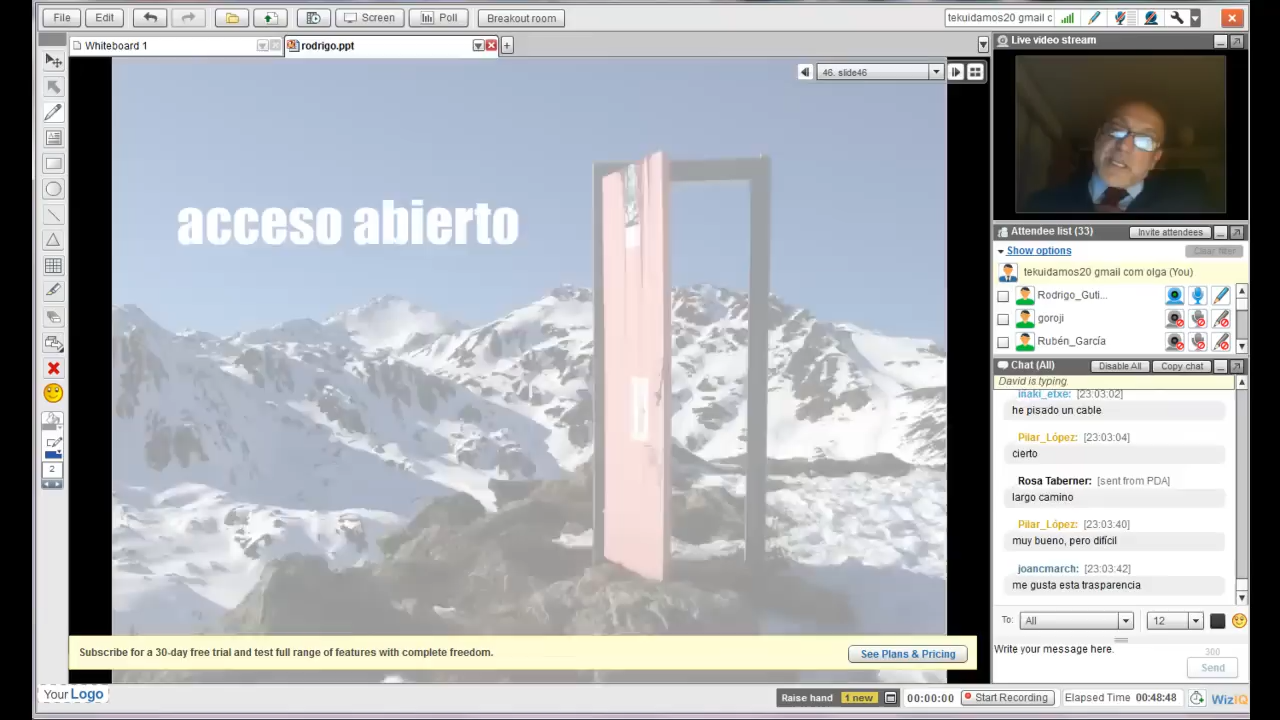 File
Edit
Screen
Poll
Breakout room
tekuidamos20 gmail c
Whiteboard 1
rodrigo.ppt
46. slide46
acceso abierto
Live video stream
Attendee list (33)
Invite attendees
Show options
Clear filter
tekuidamos20 gmail com olga (You)
Rodrigo_Guti...
goroji
Rubén_García
Chat (All)
Disable All
Copy chat
David is typing
iñaki_etxe: [23:03:02]
he pisado un cable
Pilar_López: [23:03:04]
cierto
Rosa Taberner: [sent from PDA]
largo camino
Pilar_López: [23:03:40]
muy bueno, pero difícil
joancmarch: [23:03:42]
me gusta esta trasparencia
To: All 12
Write your message here.
300
Send
2
Subscribe for a 30-day free trial and test full range of features with complete freedom.
See Plans & Pricing
Your Logo
Raise hand 1 new 00:00:00 Start Recording Elapsed Time 00:48:48 WizIQ